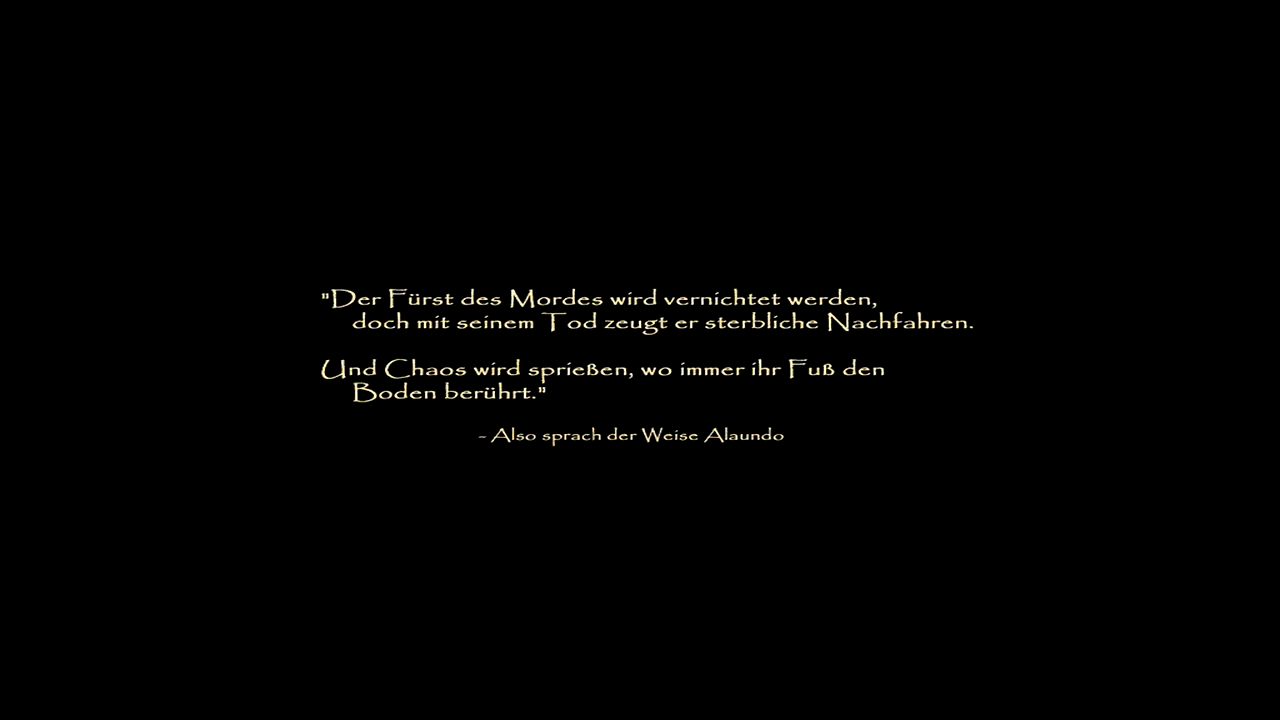 "Der Fürst des Mordes wird vernichtet werden,
doch mit seinem Tod zeugt er sterbliche Nachfahren.
Und Chaos wird sprießen, wo immer ihr Fuß den
Boden berührt."
- Also sprach der Weise Alaundo